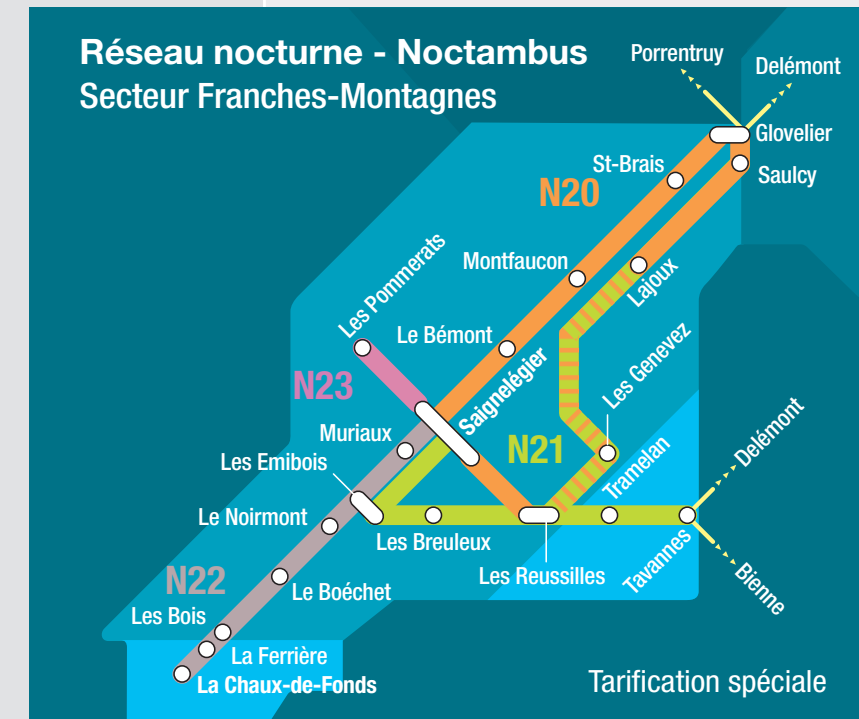 Réseau nocturne - Noctambus
Secteur Franches-Montagnes
Porrentruy
Delémont
Glovelier
St-Brais
Saulcy
N20
Montfaucon
Lajoux
Les Pommerats
Le Bémont
Saignelégier
Les Genevez
N23
Muriaux
N21
Les Emibois
Tramelan
Delémont
Le Noirmont
Les Breuleux
Les Reussilles
Tavannes
Bienne
N22
Le Boéchet
Les Bois
La Ferrière
La Chaux-de-Fonds
Tarification spéciale